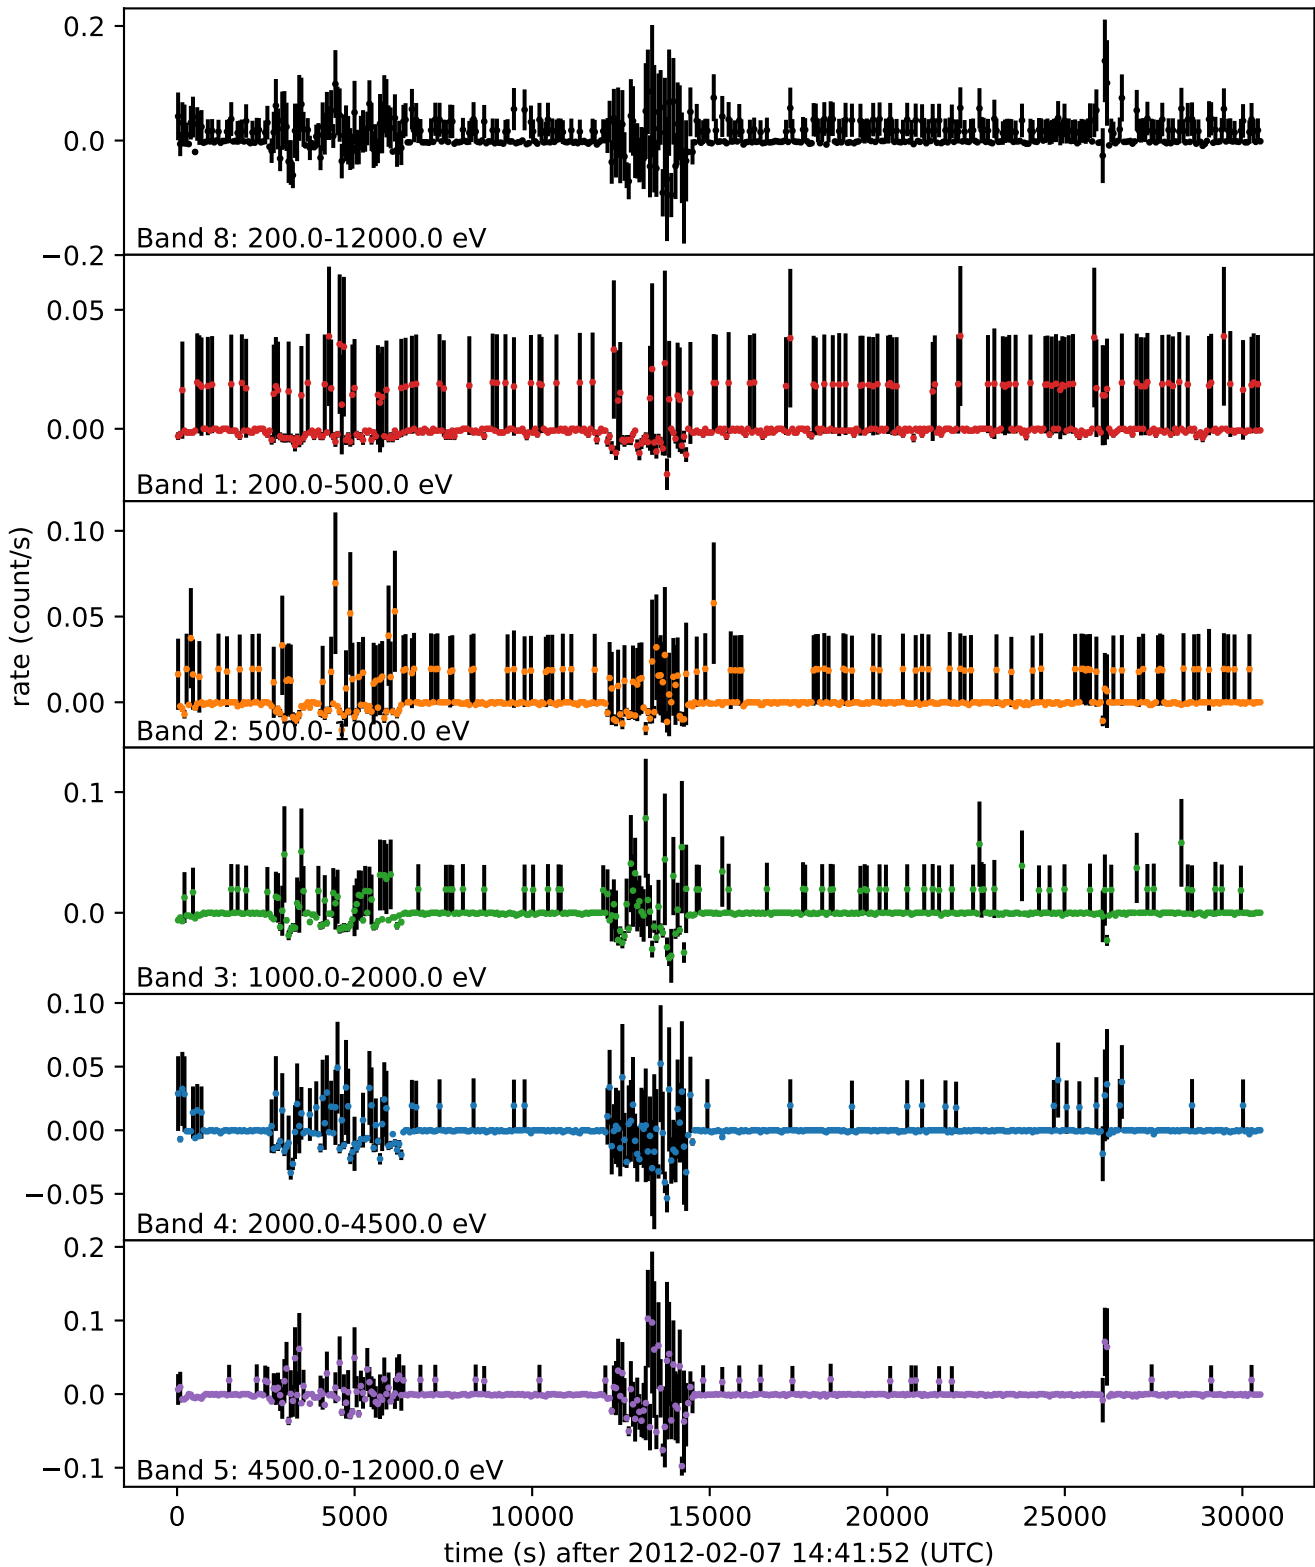 0.2
0.0
−0.2
Band 8: 200.0-12000.0 eV
0.05
0.00
Band 1: 200.0-500.0 eV
0.10
0.05
0.00
Band 2: 500.0-1000.0 eV
rate (count/s)
0.1
0.0
Band 3: 1000.0-2000.0 eV
0.10
0.05
0.00
−0.05
Band 4: 2000.0-4500.0 eV
0.2
0.1
0.0
−0.1
Band 5: 4500.0-12000.0 eV
0 5000 10000 15000 20000 25000 30000
time (s) after 2012-02-07 14:41:52 (UTC)